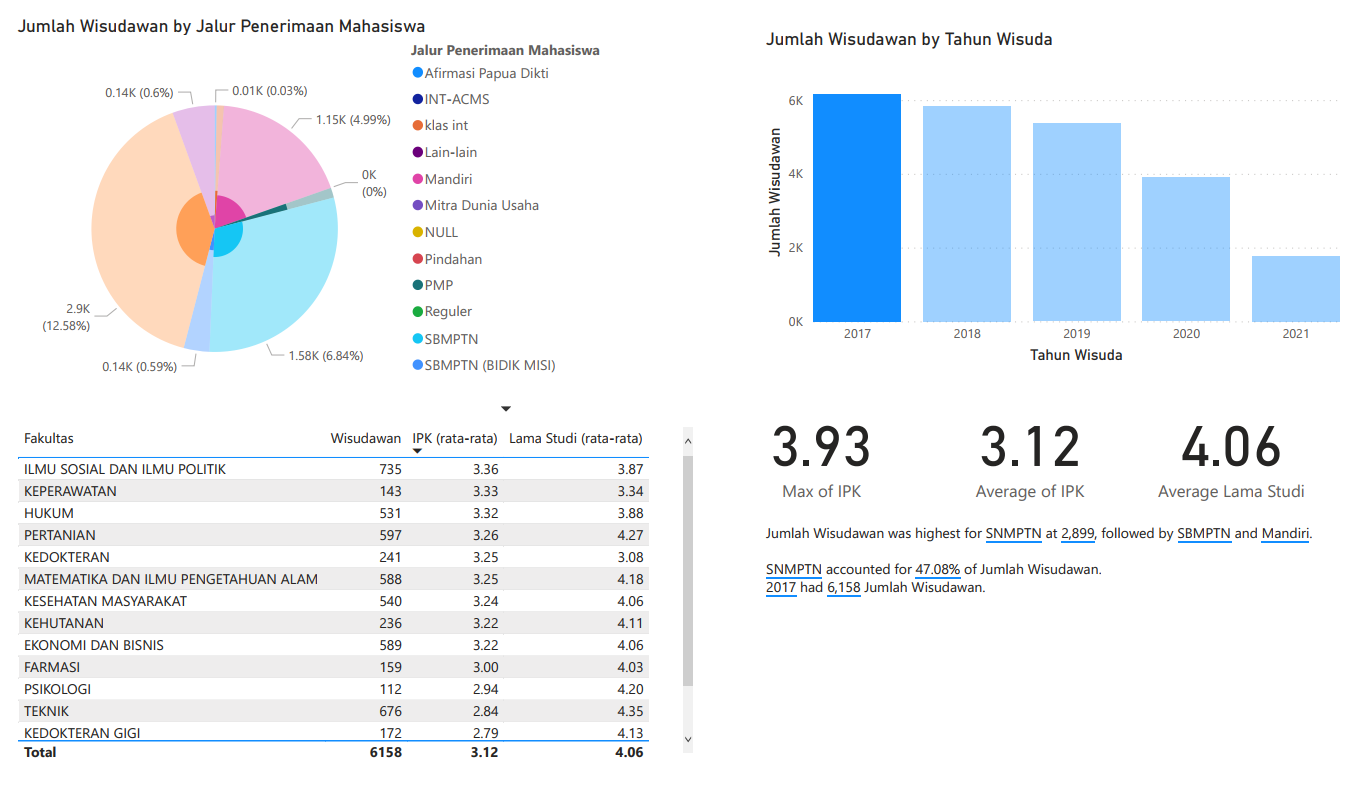 Jumlah Wisudawan by Jalur Penerimaan Mahasiswa
Jalur Penerimaan Mahasiswa
Afirmasi Papua Dikti
INT-ACMS
klas int
Lain-lain
Mandiri
Mitra Dunia Usaha
NULL
Pindahan
PMP
Reguler
SBMPTN
SBMPTN (BIDIK MISI)
0.14K (0.6%)
0.01K (0.03%)
1.15K (4.99%)
0K
(0%)
2.9K
(12.58%)
0.14K (0.59%)
1.58K (6.84%)
Jumlah Wisudawan by Tahun Wisuda
Jumlah Wisudawan
6K
4K
2K
0K
2017 2018 2019 2020 2021
Tahun Wisuda
Fakultas Wisudawan IPK (rata-rata) Lama Studi (rata-rata)
ILMU SOSIAL DAN ILMU POLITIK 735 3.36 3.87
KEPERAWATAN 143 3.33 3.34
HUKUM 531 3.32 3.88
PERTANIAN 597 3.26 4.27
KEDOKTERAN 241 3.25 3.08
MATEMATIKA DAN ILMU PENGETAHUAN ALAM 588 3.25 4.18
KESEHATAN MASYARAKAT 540 3.24 4.06
KEHUTANAN 236 3.22 4.11
EKONOMI DAN BISNIS 589 3.22 4.06
FARMASI 159 3.00 4.03
PSIKOLOGI 112 2.94 4.20
TEKNIK 676 2.84 4.35
KEDOKTERAN GIGI 172 2.79 4.13
Total 6158 3.12 4.06
3.93 3.12 4.06
Max of IPK Average of IPK Average Lama Studi
Jumlah Wisudawan was highest for SNMPTN at 2,899, followed by SBMPTN and Mandiri.
SNMPTN accounted for 47.08% of Jumlah Wisudawan.
2017 had 6,158 Jumlah Wisudawan.